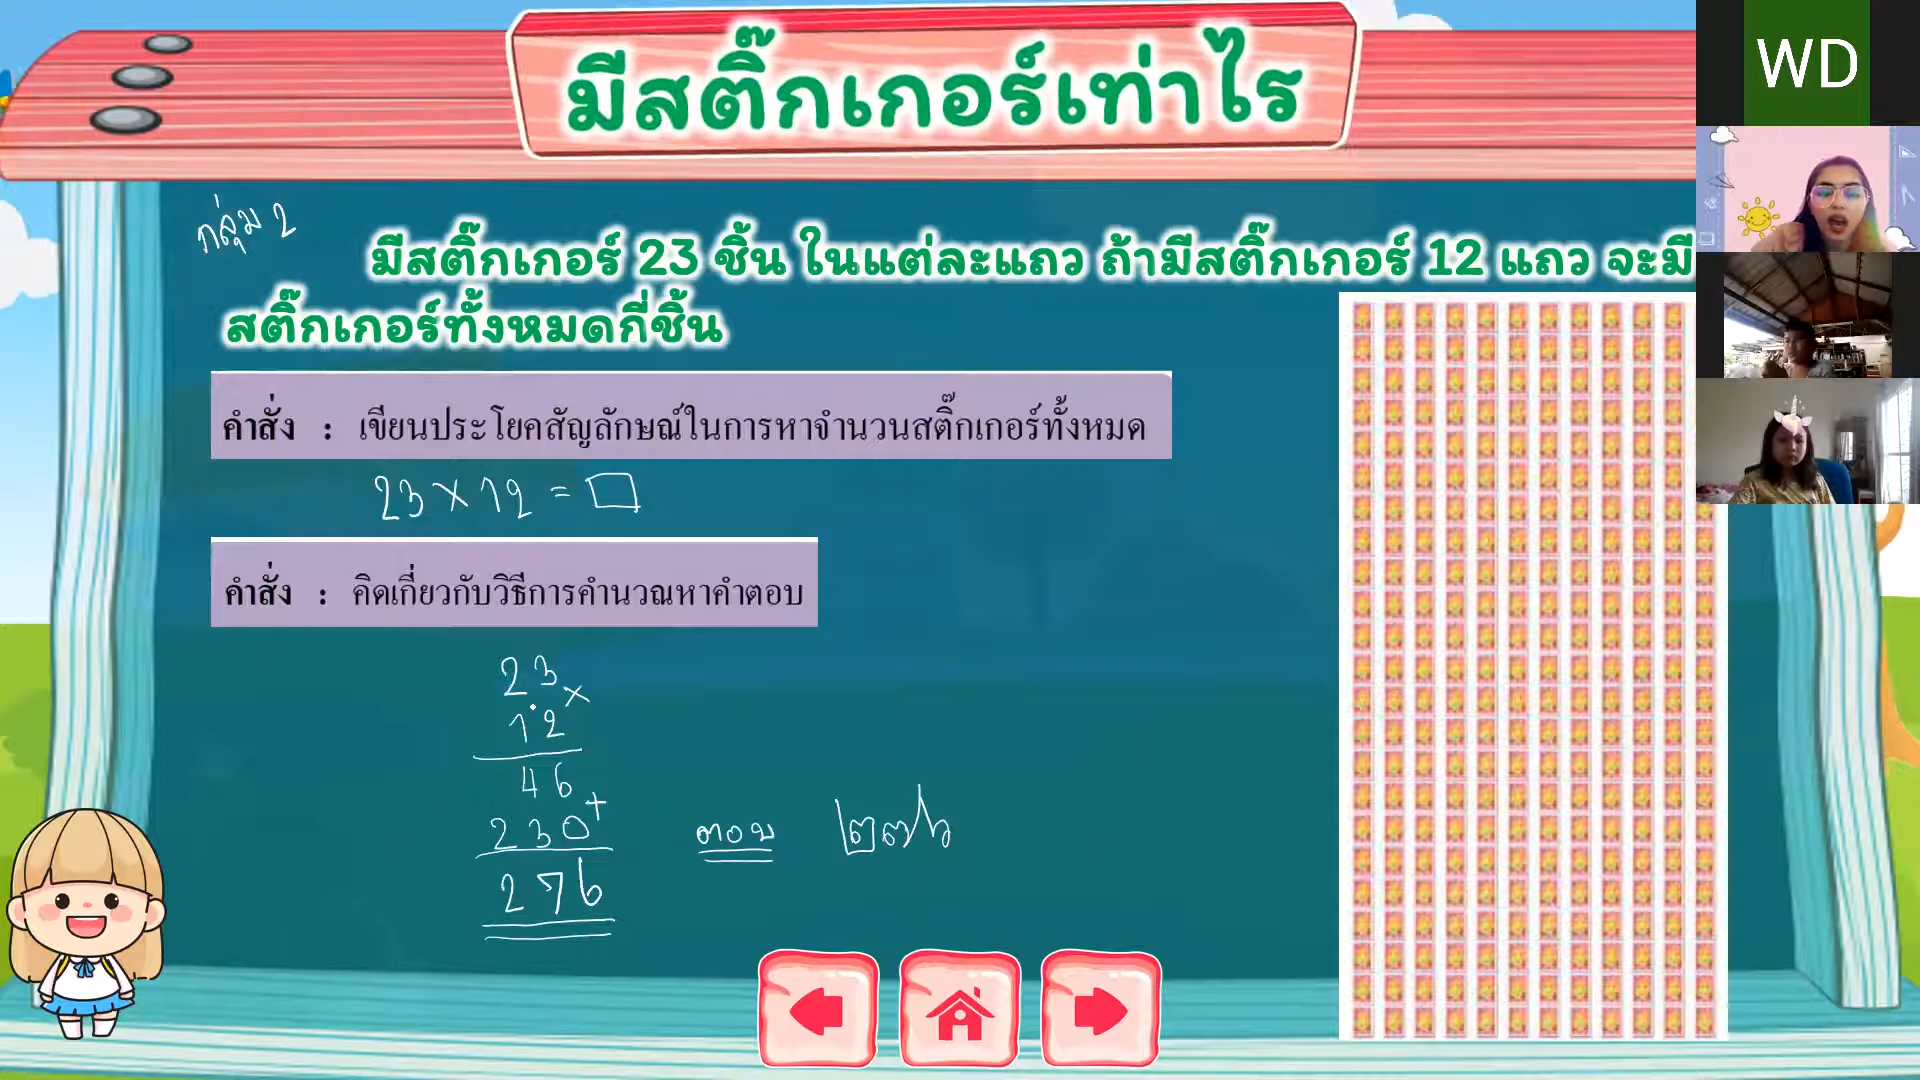 มีสติ๊กเกอร์เท่าไร
WD
กลุ่ม 2
มีสติ๊กเกอร์ 23 ชิ้น ในแต่ละแถว ถ้ามีสติ๊กเกอร์ 12 แถว จะมี
สติ๊กเกอร์ทั้งหมดกี่ชิ้น
คำสั่ง : เขียนประโยคสัญลักษณ์ในการหาจำนวนสติ๊กเกอร์ทั้งหมด
23 × 12 = □
คำสั่ง : คิดเกี่ยวกับวิธีการคำนวณหาคำตอบ
23 ×
12
46 +
230
276
ตอบ ๒๗๖